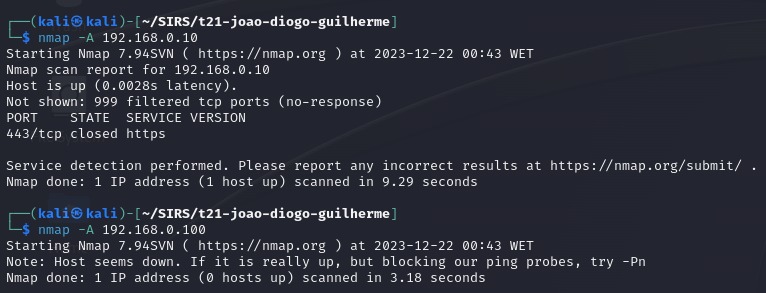 ┌──(kali㉿kali)-[~/SIRS/t21-joao-diogo-guilherme]
└─$ nmap -A 192.168.0.10
Starting Nmap 7.94SVN ( https://nmap.org ) at 2023-12-22 00:43 WET
Nmap scan report for 192.168.0.10
Host is up (0.0028s latency).
Not shown: 999 filtered tcp ports (no-response)
PORT    STATE  SERVICE VERSION
443/tcp closed https

Service detection performed. Please report any incorrect results at https://nmap.org/submit/ .
Nmap done: 1 IP address (1 host up) scanned in 9.29 seconds

┌──(kali㉿kali)-[~/SIRS/t21-joao-diogo-guilherme]
└─$ nmap -A 192.168.0.100
Starting Nmap 7.94SVN ( https://nmap.org ) at 2023-12-22 00:43 WET
Note: Host seems down. If it is really up, but blocking our ping probes, try -Pn
Nmap done: 1 IP address (0 hosts up) scanned in 3.18 seconds